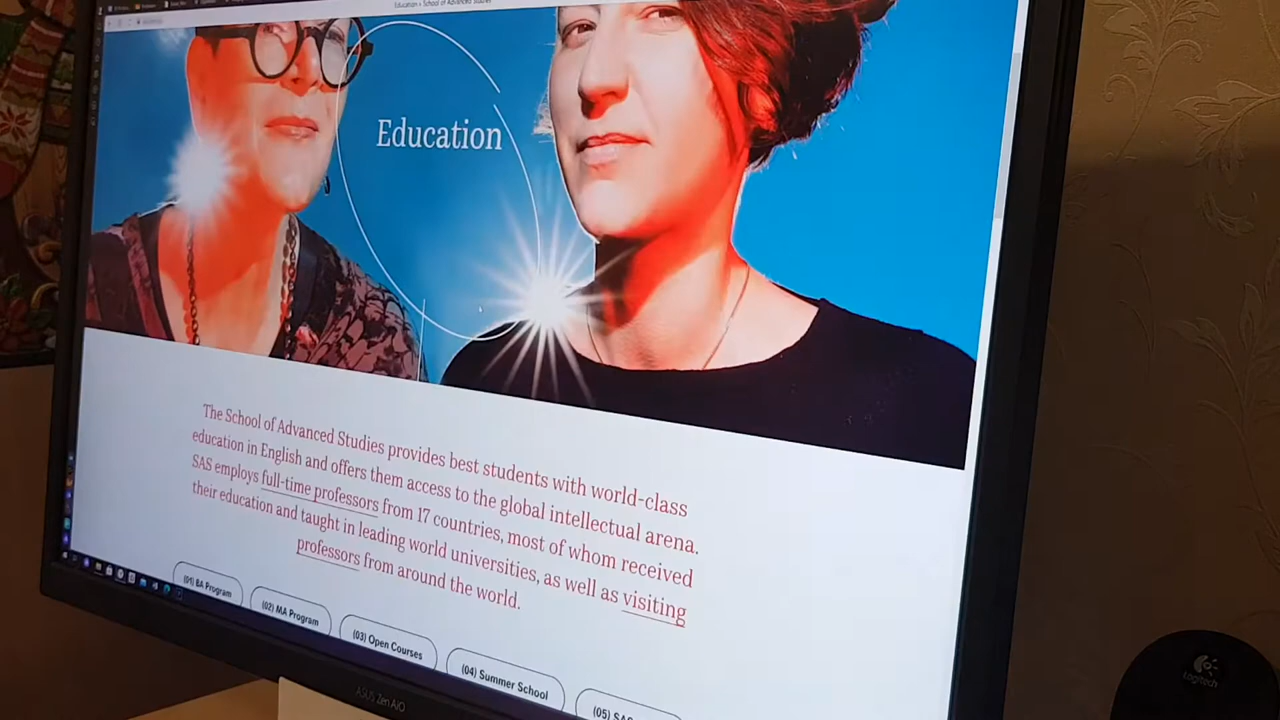 Education • School of Advanced Studies
Education
The School of Advanced Studies provides best students with world-class
education in English and offers them access to the global intellectual arena.
SAS employs full-time professors from 17 countries, most of whom received
their education and taught in leading world universities, as well as visiting
professors from around the world.
(01) BA Program
(02) MA Program
(03) Open Courses
(04) Summer School
(05) SAS
ASUS Zen AiO
Logitech